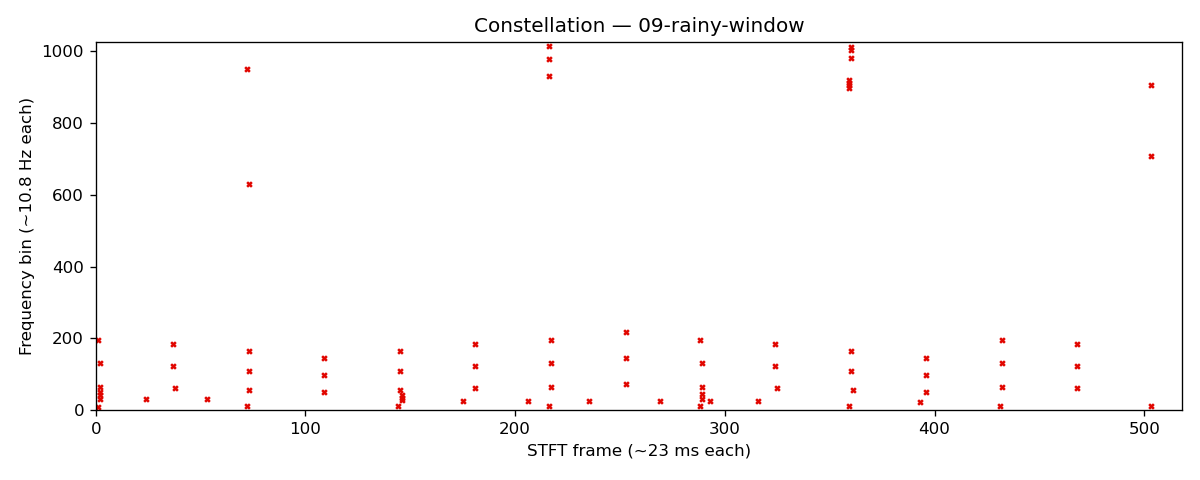 Constellation — 09-rainy-window
Frequency bin (~10.8 Hz each)
1000
800
600
400
200
0
0 100 200 300 400 500
STFT frame (~23 ms each)